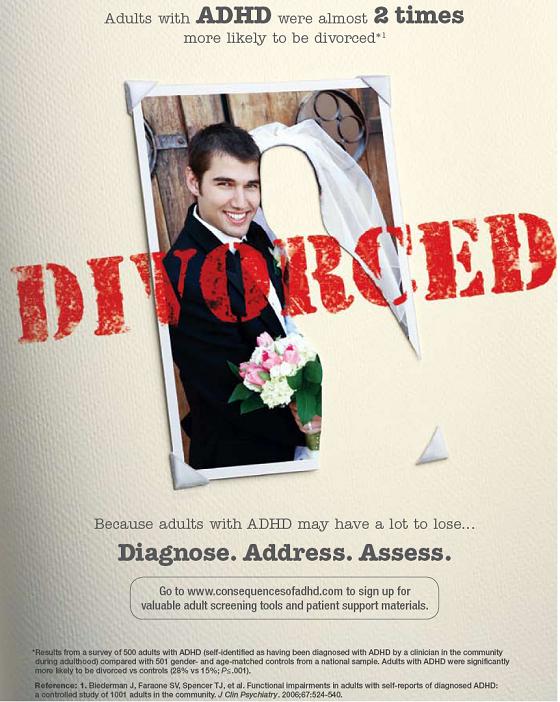 Adults with ADHD were almost 2 times
more likely to be divorced*1
DIVORCED
Because adults with ADHD may have a lot to lose...
Diagnose. Address. Assess.
Go to www.consequencesofadhd.com to sign up for
valuable adult screening tools and patient support materials.
*Results from a survey of 500 adults with ADHD (self-identified as having been diagnosed with ADHD by a clinician in the community
during adulthood) compared with 501 gender- and age-matched controls from a national sample. Adults with ADHD were significantly
more likely to be divorced vs controls (28% vs 15%; P≤.001).
Reference: 1. Biederman J, Faraone SV, Spencer TJ, et al. Functional impairments in adults with self-reports of diagnosed ADHD:
a controlled study of 1001 adults in the community. J Clin Psychiatry. 2006;67:524-540.